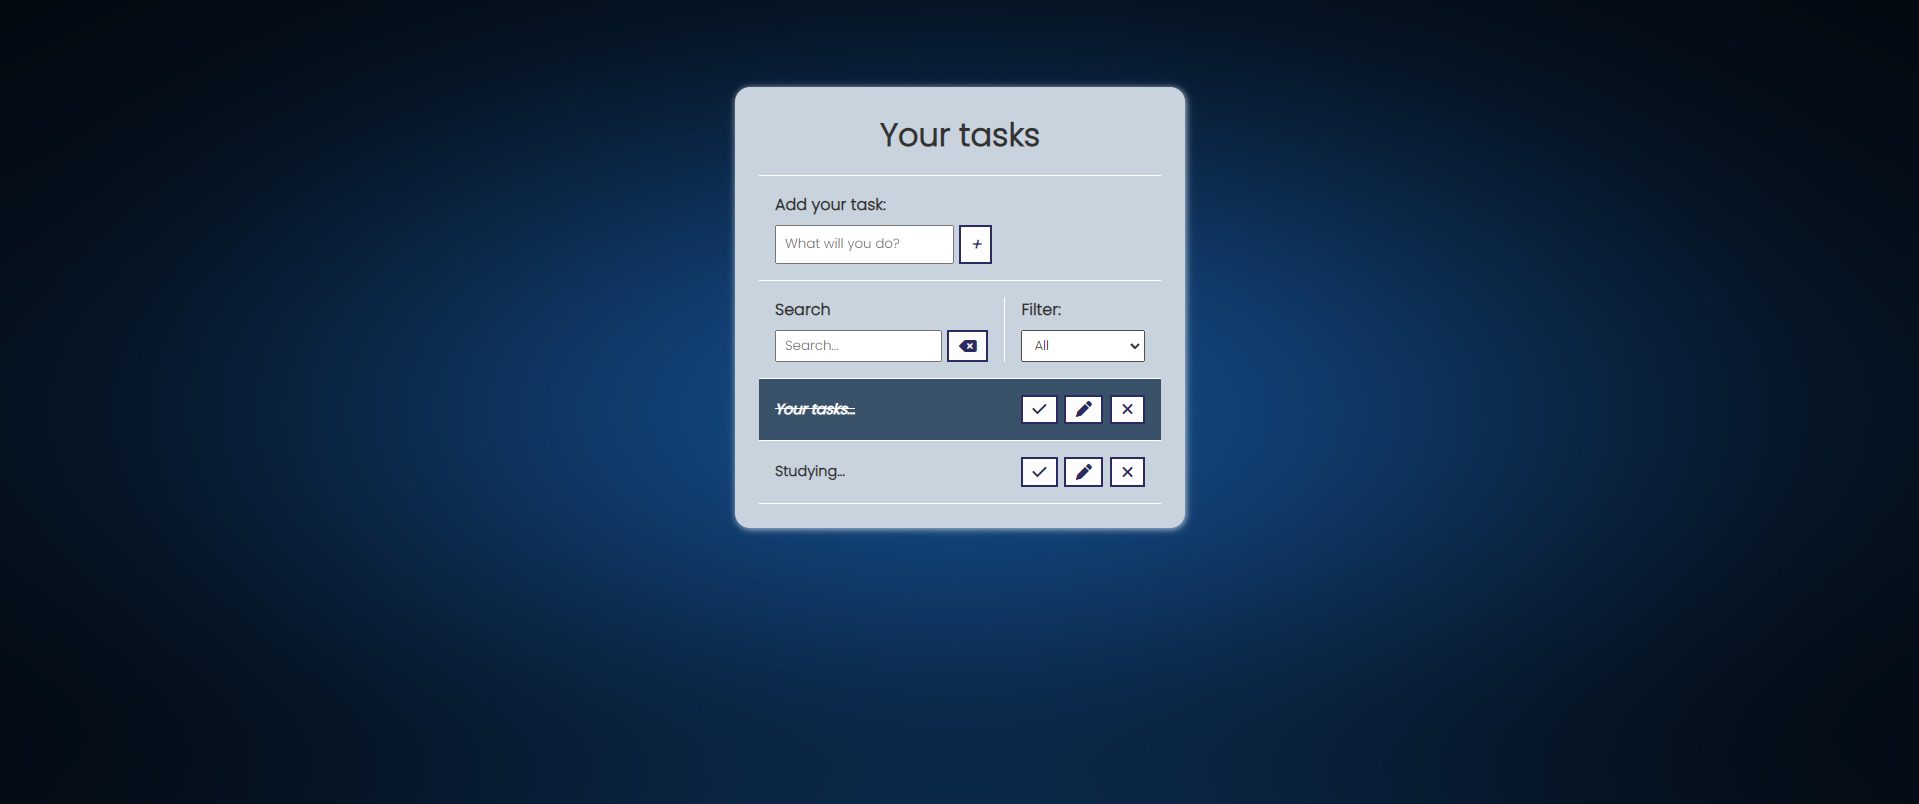 Your tasks
Add your task:
What will you do?
+
Search
Filter:
Search...
All
Your tasks...
Studying...